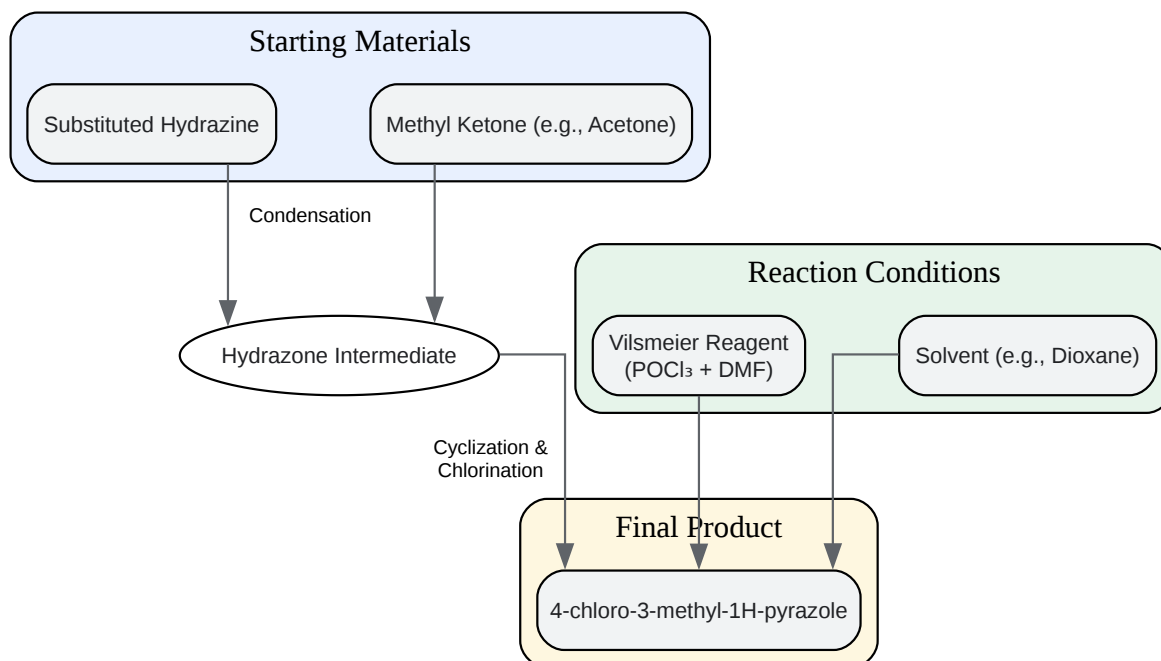 Starting Materials
Substituted Hydrazine
Methyl Ketone (e.g., Acetone)
Condensation
Reaction Conditions
Hydrazone Intermediate
Vilsmeier Reagent
(POCl₃ + DMF)
Solvent (e.g., Dioxane)
Cyclization &
Chlorination
Final Product
4-chloro-3-methyl-1H-pyrazole